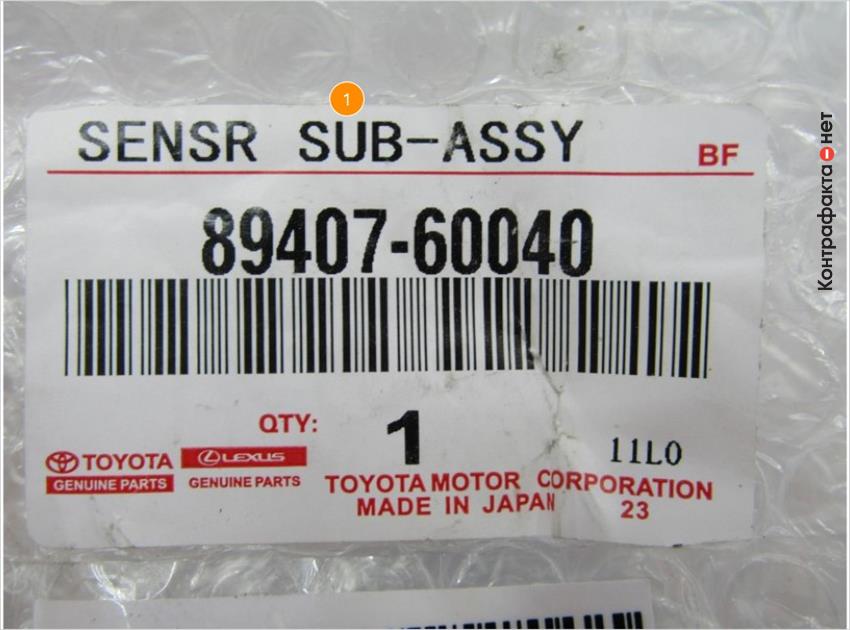 1
SENSR SUB-ASSY
BF
89407-60040
QTY:
1
11L0
TOYOTA
GENUINE PARTS
LEXUS
GENUINE PARTS
TOYOTA MOTOR CORPORATION
MADE IN JAPAN 23
Контрафакта нет